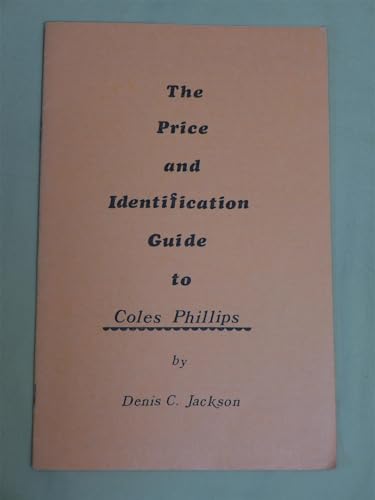 The
Price
and
Identification
Guide
to
Coles Phillips
by
Denis C. Jackson